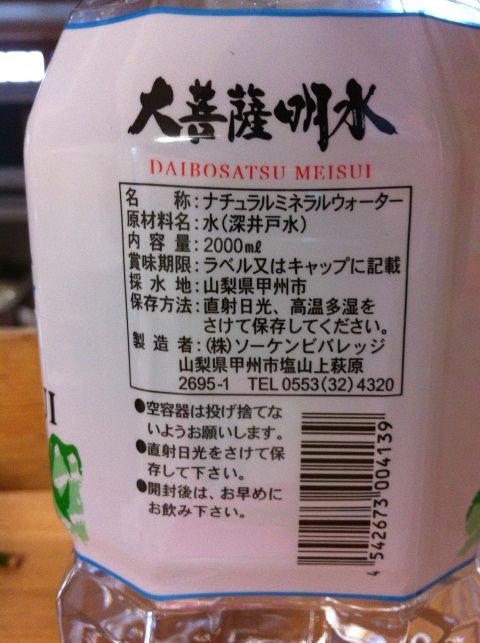 大菩薩明水
DAIBOSATSU MEISUI
名称:ナチュラルミネラルウォーター
原材料名:水(深井戸水)
内容量:2000mℓ
賞味期限:ラベル又はキャップに記載
採水地:山梨県甲州市
保存方法:直射日光、高温多湿を
さけて保存してください。
製造者:(株)ソーケンビバレッジ
山梨県甲州市塩山上萩原
2695-1 TEL 0553(32)4320
●空容器は投げ捨てな
いようお願いします。
●直射日光をさけて保
存して下さい。
●開封後は、お早めに
お飲み下さい。
4 542673 004139